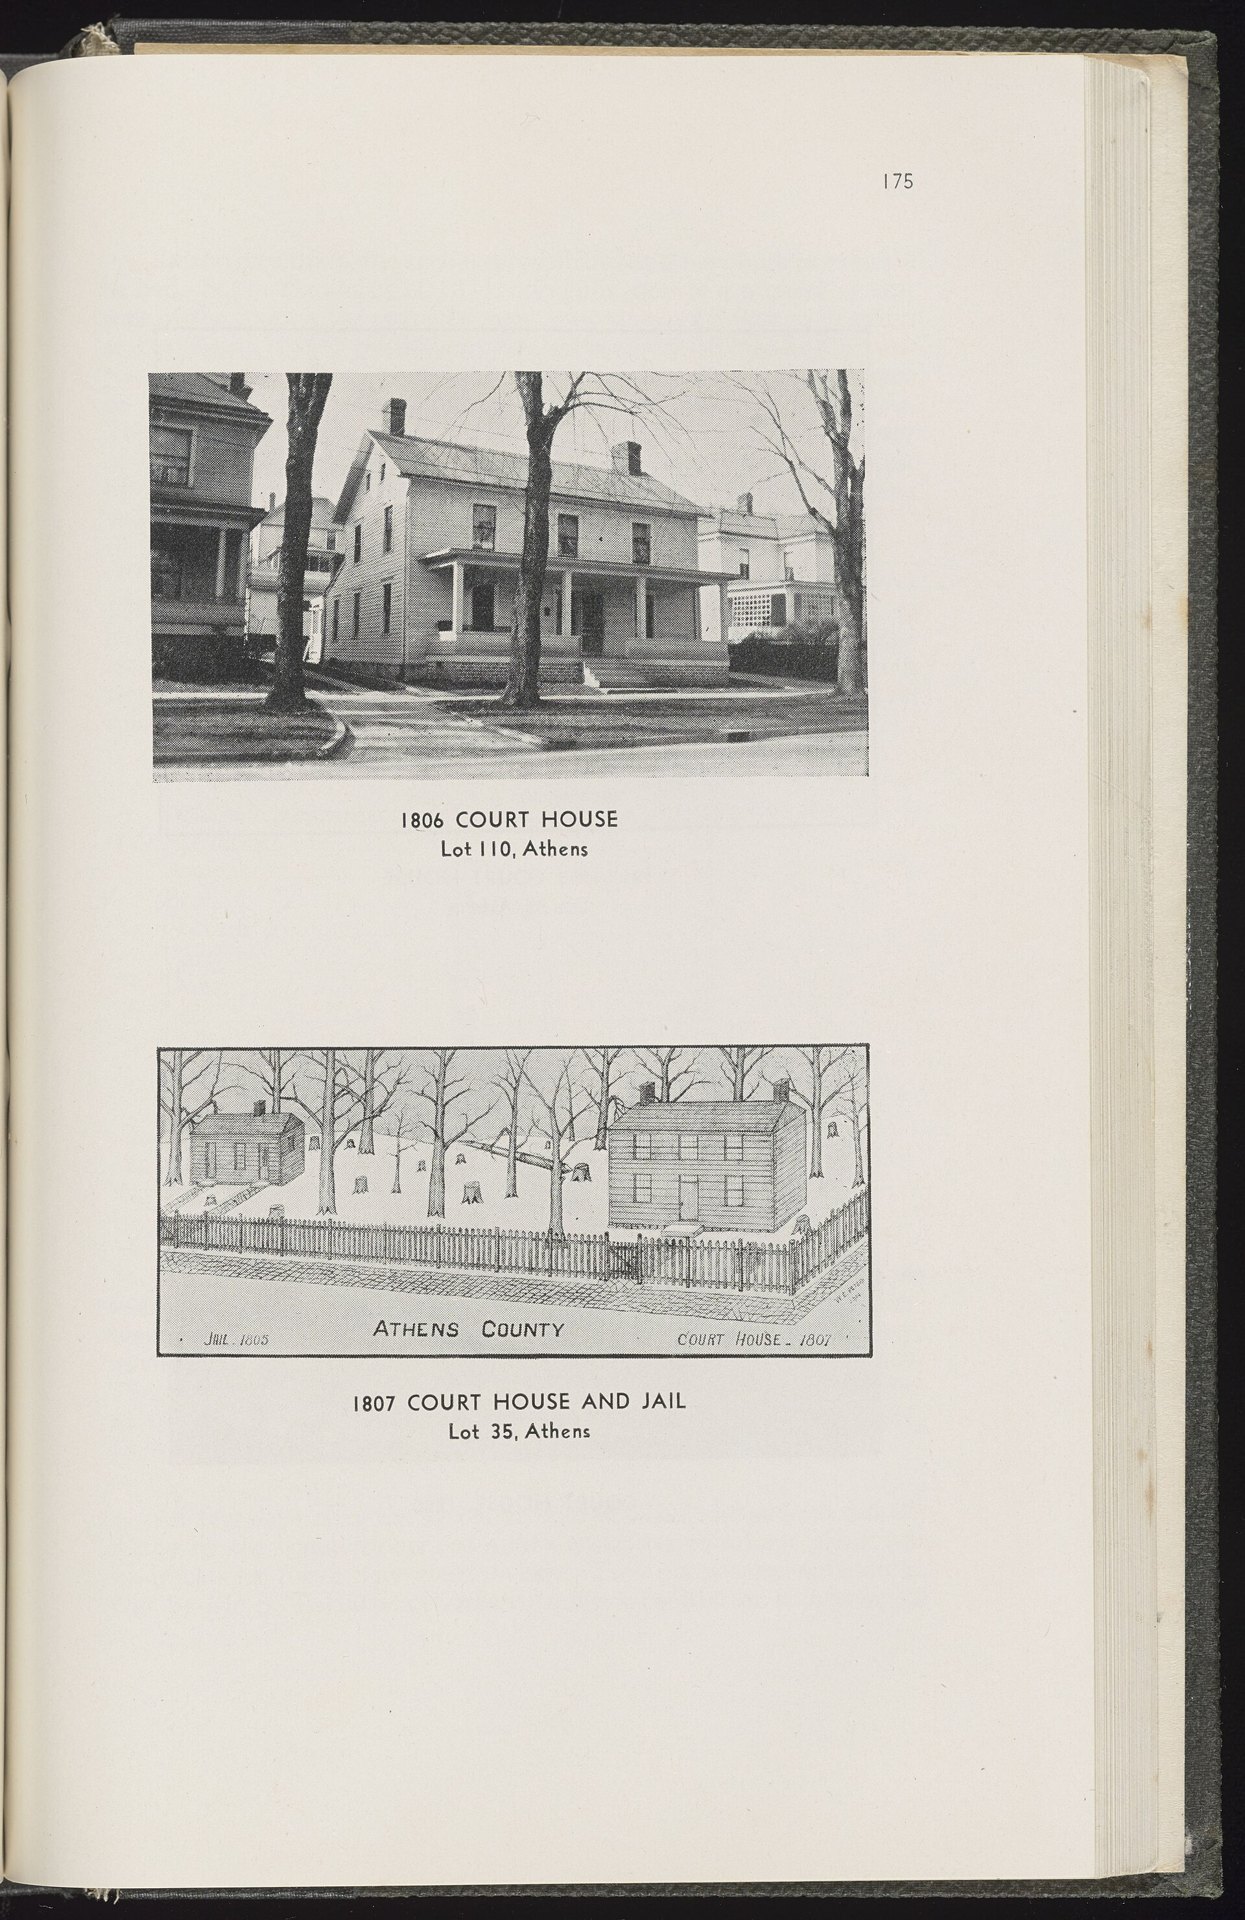 175
1806 COURT HOUSE
Lot 110, Athens
JAIL - 1805
ATHENS COUNTY
COURT HOUSE - 1807
1807 COURT HOUSE AND JAIL
Lot 35, Athens